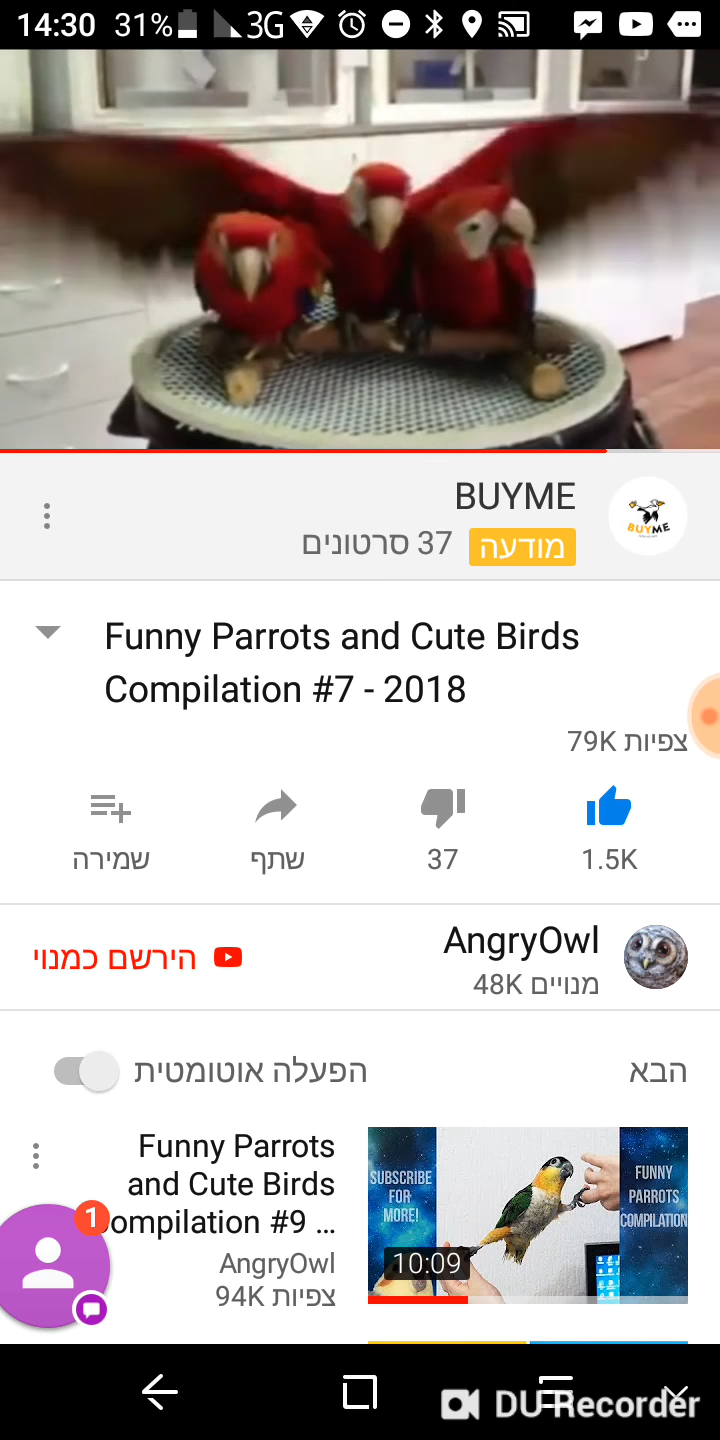 14:30 31% 3G
BUYME
מודעה 37 סרטונים
BUYME
Funny Parrots and Cute Birds
Compilation #7 - 2018
79K צפיות
שמירה
שתף
37
1.5K
AngryOwl
48K מנויים
הירשם כמנוי
הבא
הפעלה אוטומטית
Funny Parrots
and Cute Birds
ompilation #9 ...
AngryOwl
94K צפיות
1
SUBSCRIBE
FOR
MORE!
FUNNY
PARROTS
COMPILATION
10:09
DU Recorder